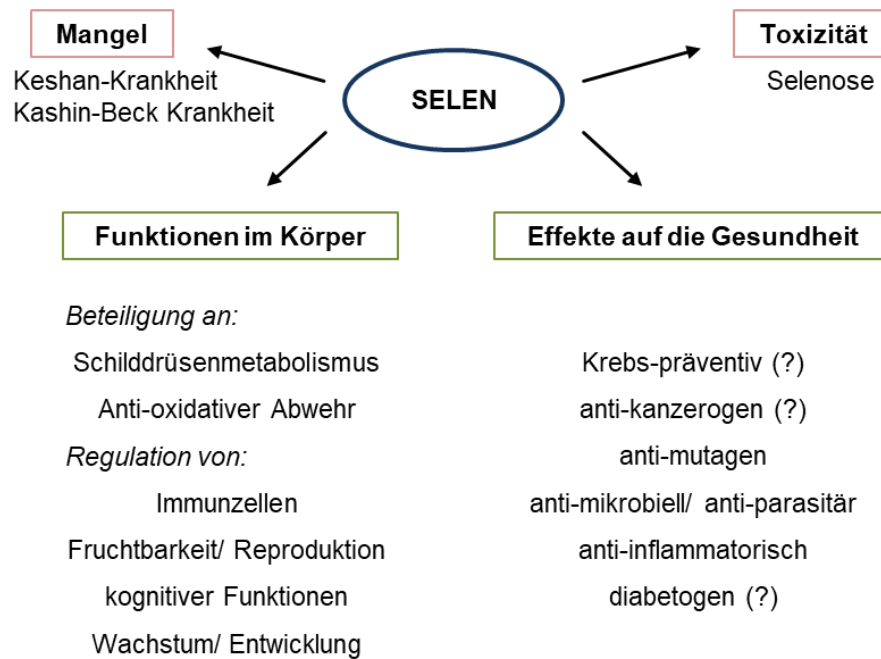 Mangel
Keshan-Krankheit
Kashin-Beck Krankheit
SELEN
Toxizität
Selenose
Funktionen im Körper
Beteiligung an:
Schilddrüsenmetabolismus
Anti-oxidativer Abwehr
Regulation von:
Immunzellen
Fruchtbarkeit/ Reproduktion
kognitiver Funktionen
Wachstum/ Entwicklung
Effekte auf die Gesundheit
Krebs-präventiv (?)
anti-kanzerogen (?)
anti-mutagen
anti-mikrobiell/ anti-parasitär
anti-inflammatorisch
diabetogen (?)